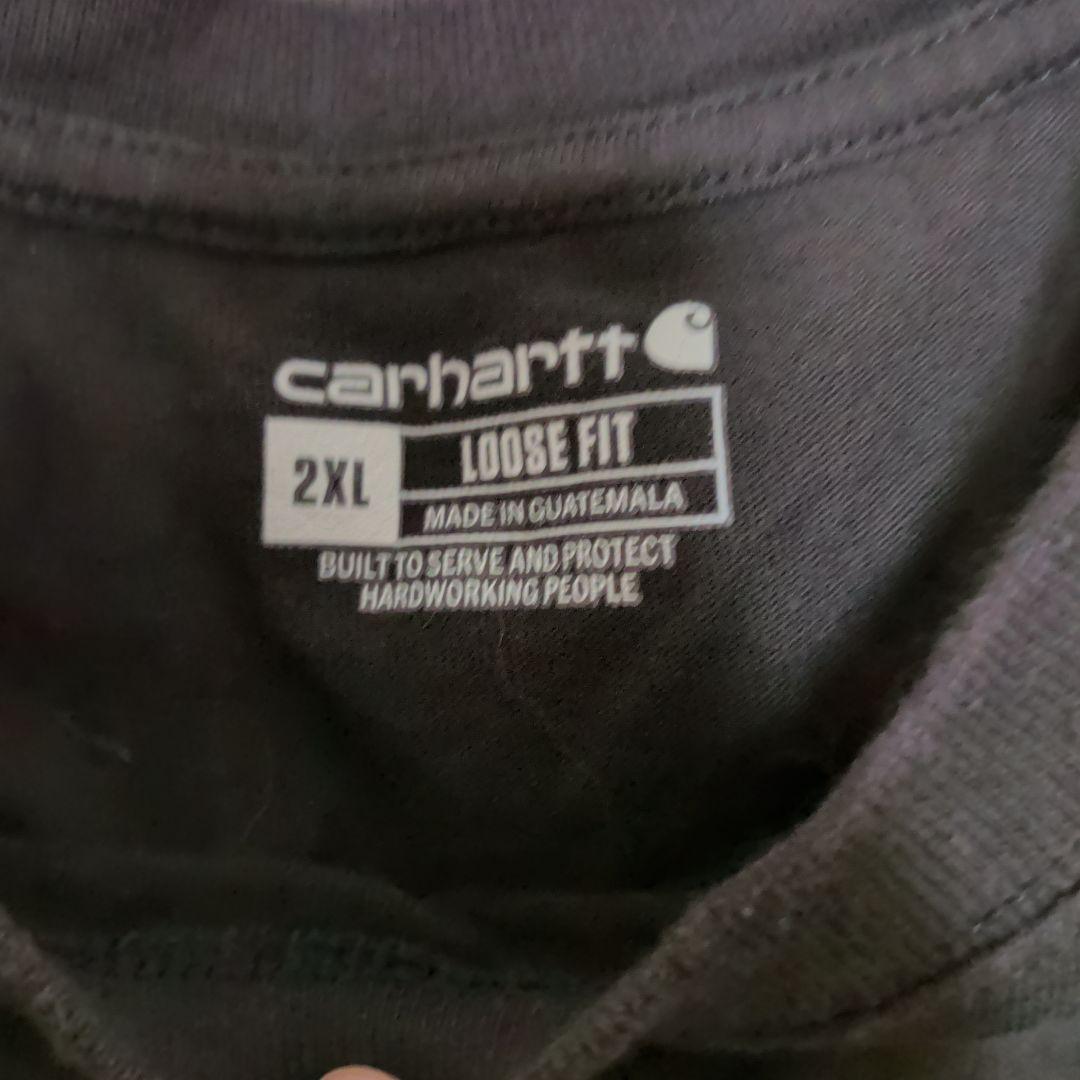 carhartt
2XL
LOOSE FIT
MADE IN GUATEMALA
BUILT TO SERVE AND PROTECT
HARDWORKING PEOPLE